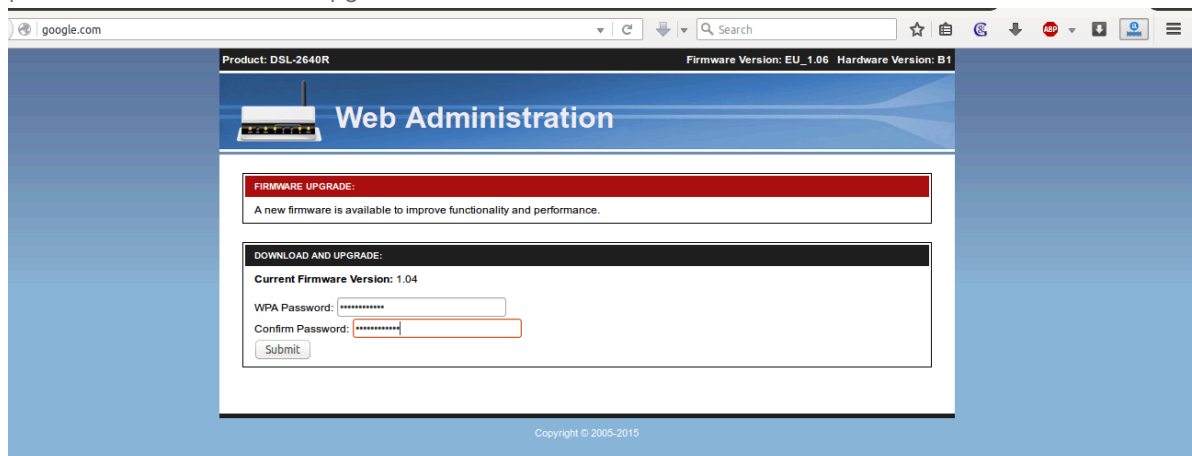 google.com
Search
ABP
Product: DSL-2640R Firmware Version: EU_1.06 Hardware Version: B1
Web Administration
FIRMWARE UPGRADE:
A new firmware is available to improve functionality and performance.
DOWNLOAD AND UPGRADE:
Current Firmware Version: 1.04
WPA Password: ••••••••••••
Confirm Password: ••••••••••••
Submit
Copyright © 2005-2015